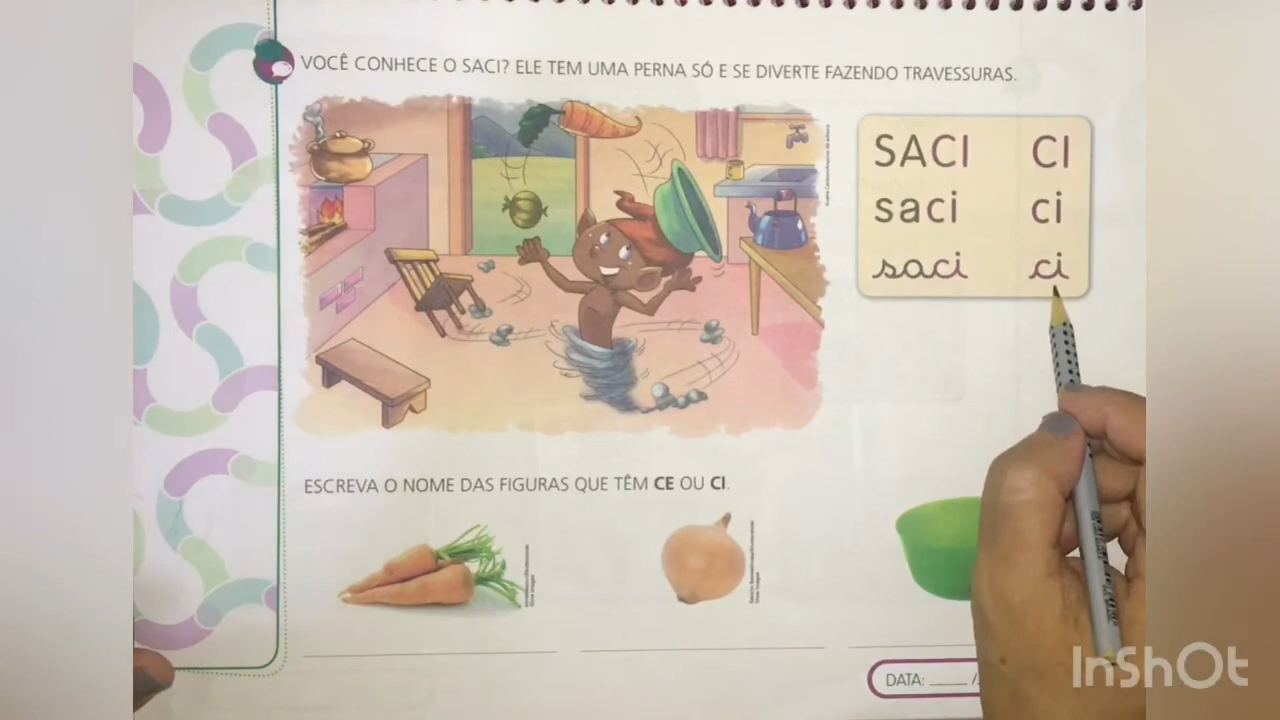 VOCÊ CONHECE O SACI? ELE TEM UMA PERNA SÓ E SE DIVERTE FAZENDO TRAVESSURAS.
SACI CI
saci ci
saci ci
ESCREVA O NOME DAS FIGURAS QUE TÊM CE OU CI.
DATA: ____ /
InShOt